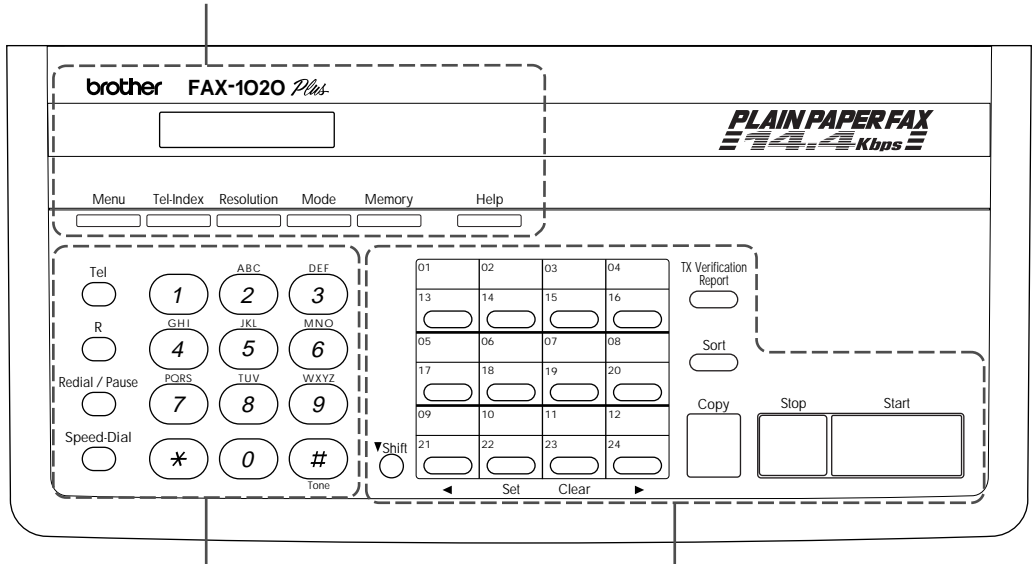 brother FAX-1020 Plus
PLAIN PAPER FAX
14.4 Kbps
Menu Tel-Index Resolution Mode Memory Help
Tel
R
Redial / Pause
Speed-Dial
1
ABC
2
DEF
3
GHI
4
JKL
5
MNO
6
PQRS
7
TUV
8
WXYZ
9
*
0
#
Tone
▼Shift
01 02 03 04
13 14 15 16
05 06 07 08
17 18 19 20
09 10 11 12
21 22 23 24
◄ Set Clear ►
TX Verification
Report
Sort
Copy Stop Start